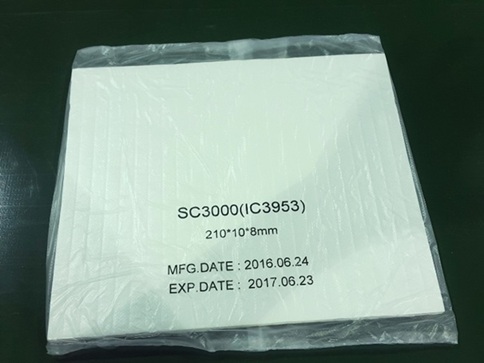 SC3000(IC3953)
210*10*8mm
MFG.DATE : 2016.06.24
EXP.DATE : 2017.06.23